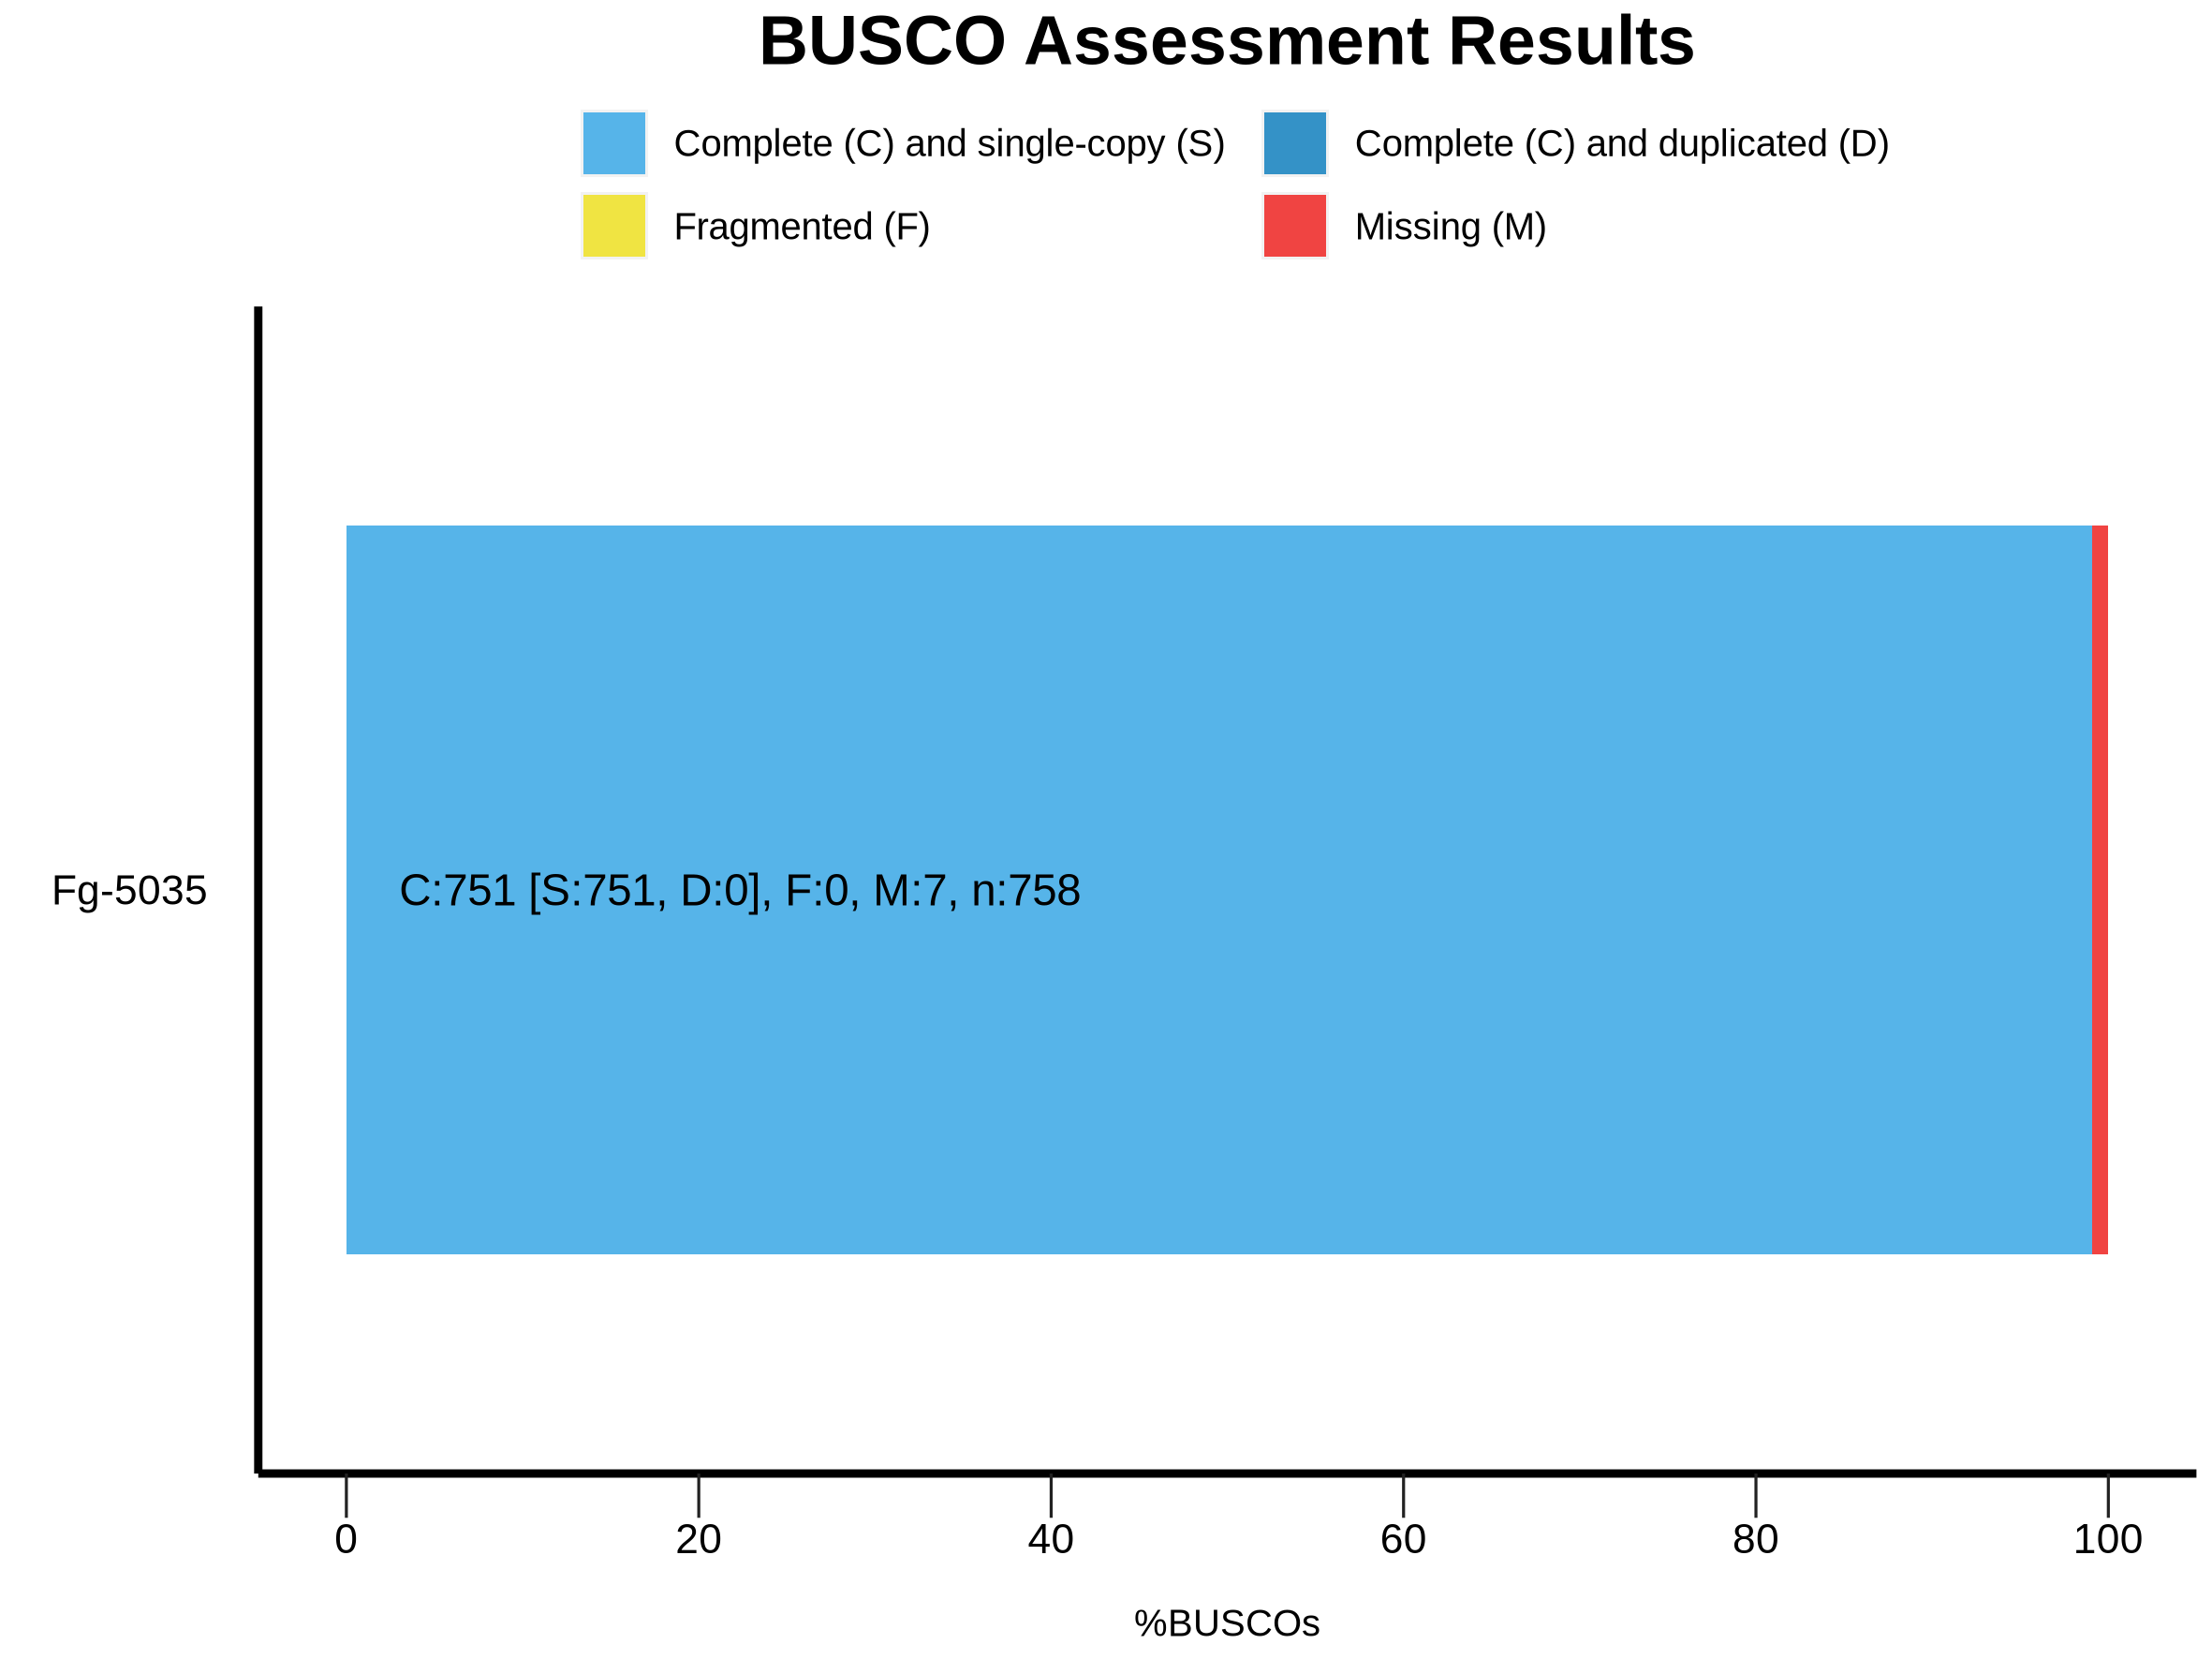 BUSCO Assessment Results
Complete (C) and single-copy (S)
Complete (C) and duplicated (D)
Fragmented (F)
Missing (M)
Fg-5035
C:751 [S:751, D:0], F:0, M:7, n:758
0 20 40 60 80 100
%BUSCOs